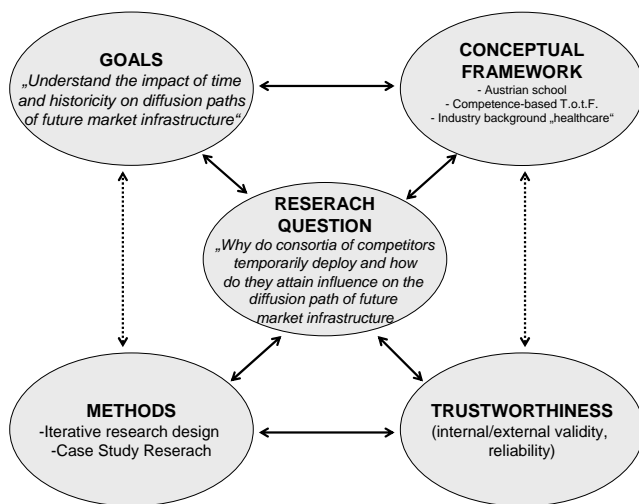 GOALS
„Understand the impact of time
and historicity on diffusion paths
of future market infrastructure“
CONCEPTUAL
FRAMEWORK
- Austrian school
- Competence-based T.o.t.F.
- Industry background „healthcare“
RESERACH
QUESTION
„Why do consortia of competitors
temporarily deploy and how
do they attain influence on the
diffusion path of future
market infrastructure
METHODS
-Iterative research design
-Case Study Reserach
TRUSTWORTHINESS
(internal/external validity,
reliability)